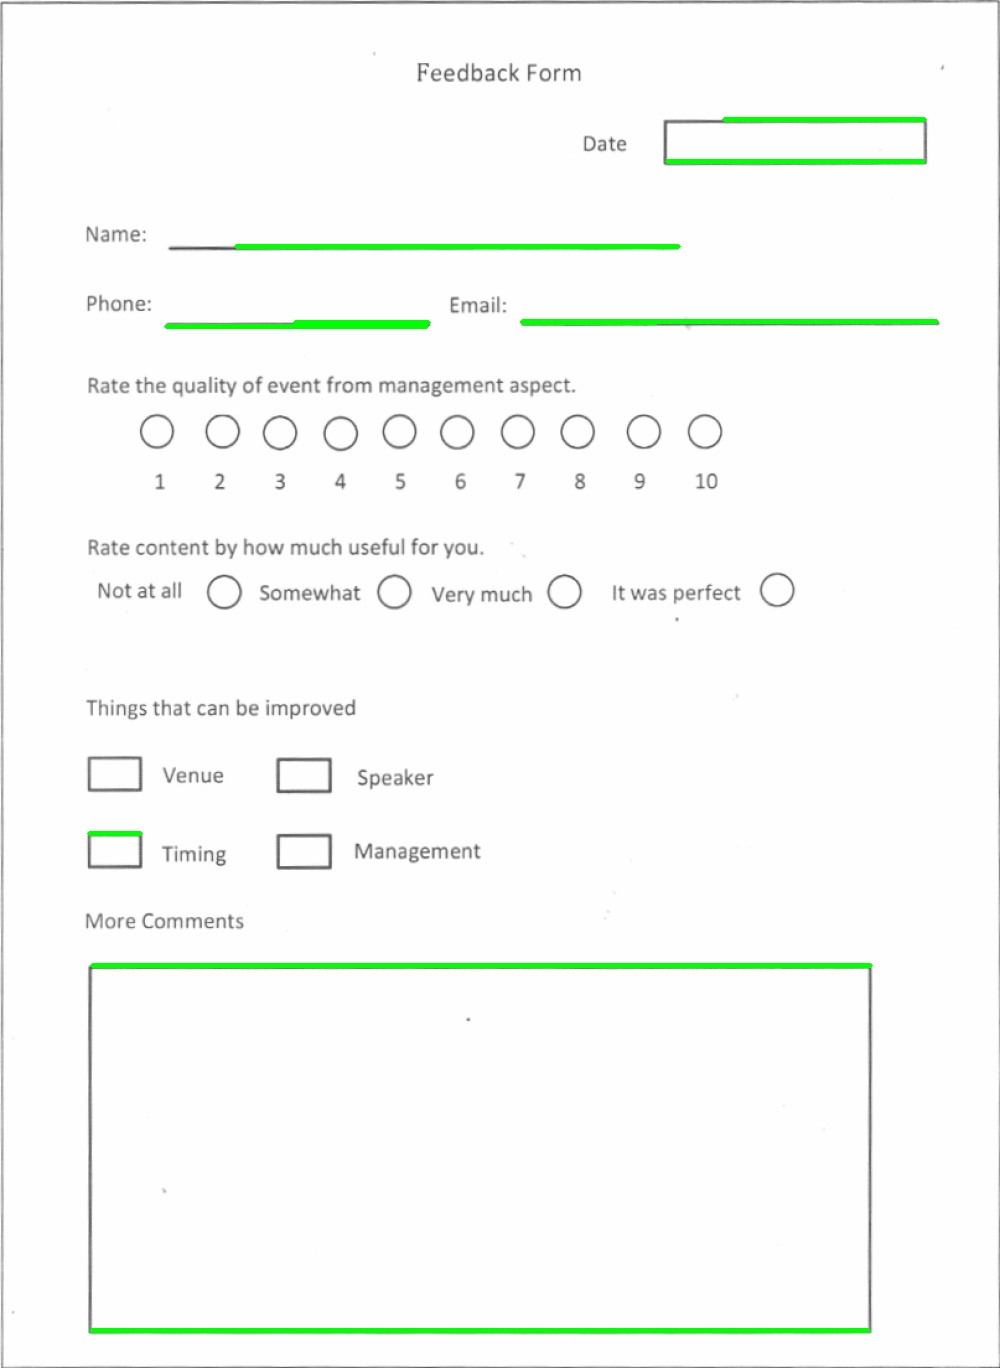 Feedback Form
Date
Name:
Phone: Email:
Rate the quality of event from management aspect.
1 2 3 4 5 6 7 8 9 10
Rate content by how much useful for you.
Not at all Somewhat Very much It was perfect
Things that can be improved
Venue Speaker
Timing Management
More Comments